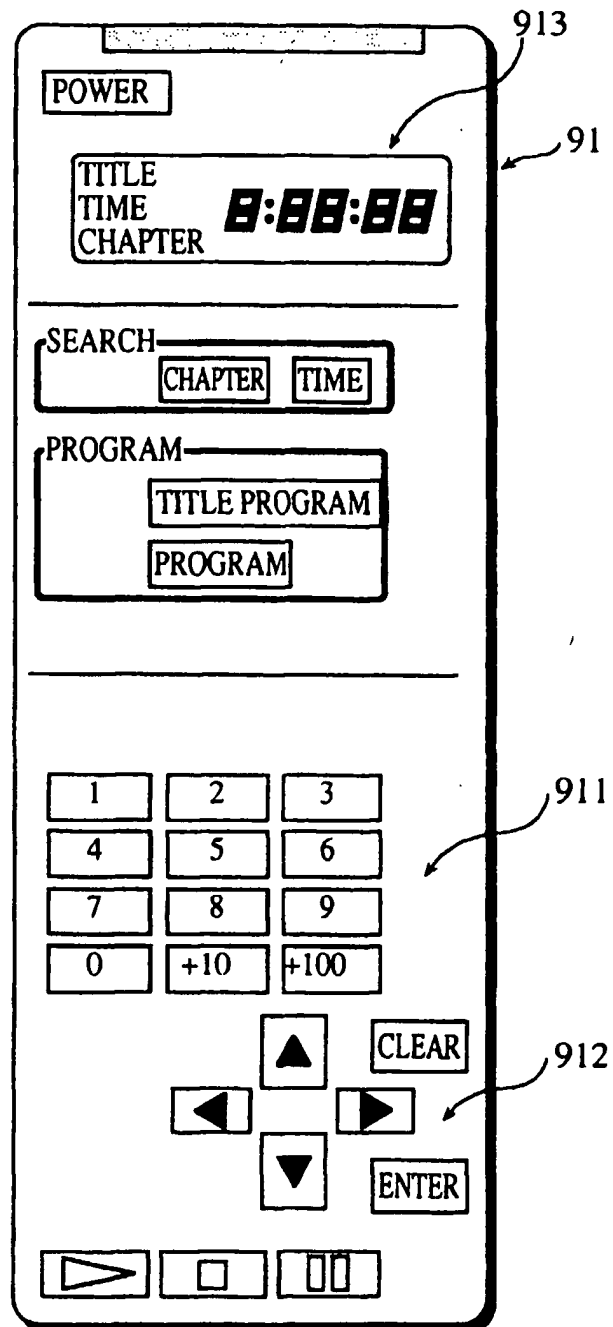 913
POWER
91
TITLE
TIME 8:88:88
CHAPTER
SEARCH
CHAPTER TIME
PROGRAM
TITLE PROGRAM
PROGRAM
1 2 3
911
4 5 6
7 8 9
0 +10 +100
CLEAR
912
ENTER